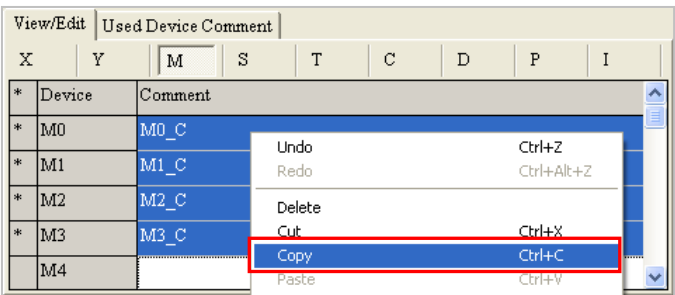 View/Edit Used Device Comment
X Y M S T C D P I
* Device Comment
* M0 M0_C
Undo Ctrl+Z
* M1 M1_C
Redo Ctrl+Alt+Z
* M2 M2_C
Delete
* M3 M3_C
Cut Ctrl+X
Copy Ctrl+C
M4
Paste Ctrl+V